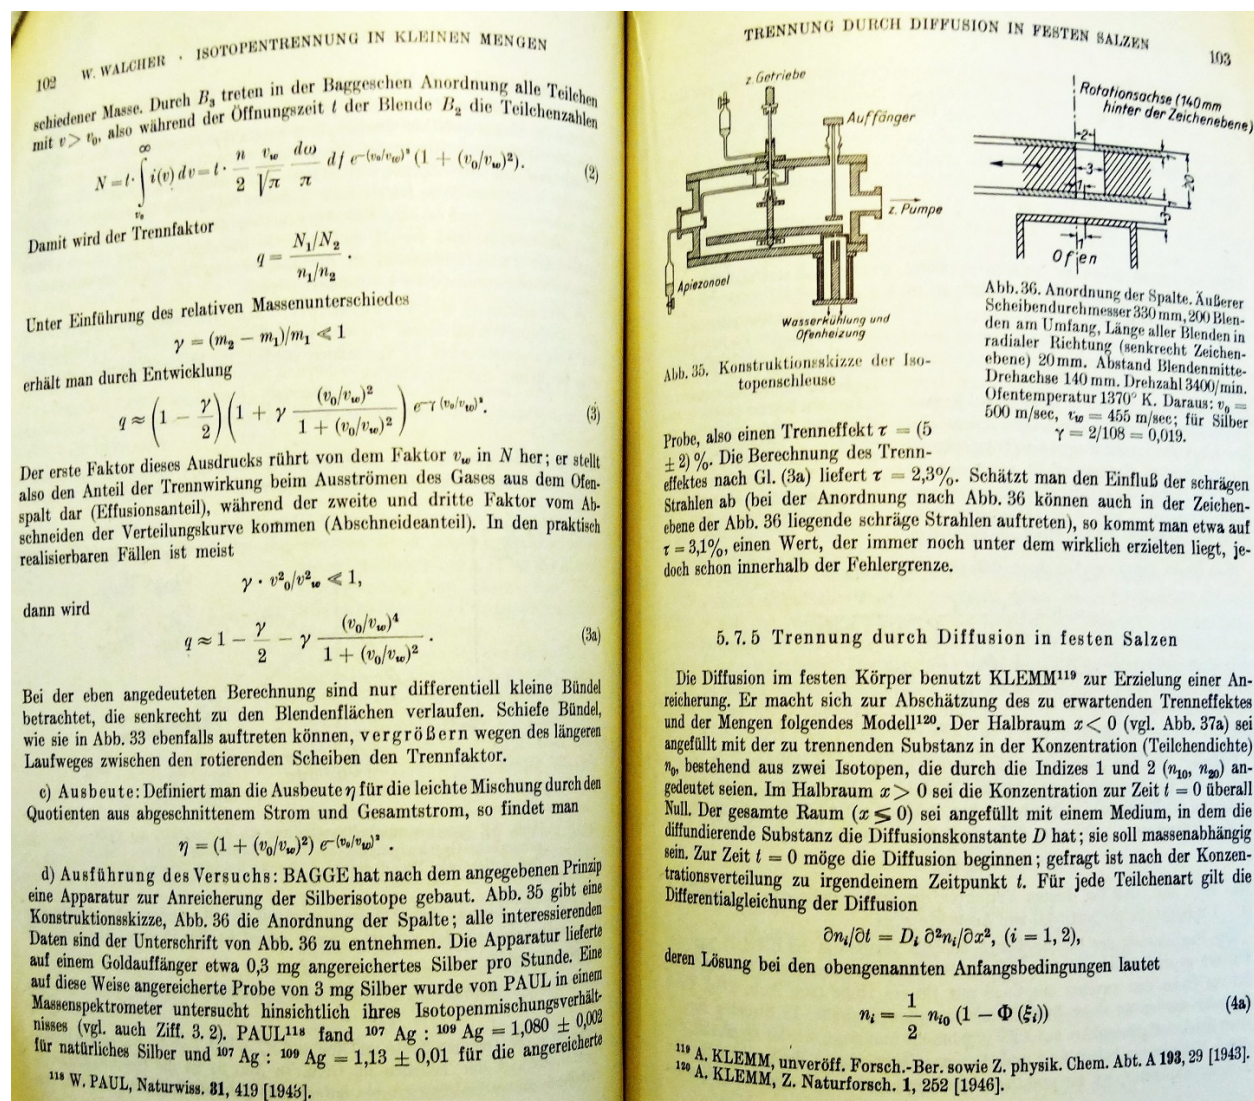 102 W. WALCHER · ISOTOPENTRENNUNG IN KLEINEN MENGEN
schiedener Masse. Durch B₃ treten in der Baggeschen Anordnung alle Teilchen
mit v > v₀, also während der Öffnungszeit t der Blende B₂ die Teilchenzahlen
N = t · ∫_{v₀}^{∞} i(v) dv = t · n/2 v_w/√π dω/π df e^{-(v₀/v_w)²} (1 + (v₀/v_w)²). (2)
Damit wird der Trennfaktor
q = (N₁/N₂)/(n₁/n₂) .
Unter Einführung des relativen Massenunterschiedes
γ = (m₂ − m₁)/m₁ ≪ 1
erhält man durch Entwicklung
q ≈ (1 − γ/2) (1 + γ (v₀/v_w)²/(1 + (v₀/v_w)²)) e^{-γ (v₀/v_w)²}. (3)
Der erste Faktor dieses Ausdrucks rührt von dem Faktor v_w in N her; er stellt
also den Anteil der Trennwirkung beim Ausströmen des Gases aus dem Ofen-
spalt dar (Effusionsanteil), während der zweite und dritte Faktor vom Ab-
schneiden der Verteilungskurve kommen (Abschneideanteil). In den praktisch
realisierbaren Fällen ist meist
γ · v²₀/v²_w ≪ 1,
dann wird
q ≈ 1 − γ/2 − γ (v₀/v_w)⁴/(1 + (v₀/v_w)²) . (3a)
Bei der eben angedeuteten Berechnung sind nur differentiell kleine Bündel
betrachtet, die senkrecht zu den Blendenflächen verlaufen. Schiefe Bündel,
wie sie in Abb. 33 ebenfalls auftreten können, vergrößern wegen des längeren
Laufweges zwischen den rotierenden Scheiben den Trennfaktor.
c) Ausbeute: Definiert man die Ausbeute η für die leichte Mischung durch den
Quotienten aus abgeschnittenem Strom und Gesamtstrom, so findet man
η = (1 + (v₀/v_w)²) e^{-(v₀/v_w)²} .
d) Ausführung des Versuchs: BAGGE hat nach dem angegebenen Prinzip
eine Apparatur zur Anreicherung der Silberisotope gebaut. Abb. 35 gibt eine
Konstruktionsskizze, Abb. 36 die Anordnung der Spalte; alle interessierenden
Daten sind der Unterschrift von Abb. 36 zu entnehmen. Die Apparatur lieferte
auf einem Goldauffänger etwa 0,3 mg angereichertes Silber pro Stunde. Eine
auf diese Weise angereicherte Probe von 3 mg Silber wurde von PAUL in einem
Massenspektrometer untersucht hinsichtlich ihres Isotopenmischungsverhält-
nisses (vgl. auch Ziff. 3. 2). PAUL¹¹⁸ fand ¹⁰⁷ Ag : ¹⁰⁹ Ag = 1,080 ± 0,002
für natürliches Silber und ¹⁰⁷ Ag : ¹⁰⁹ Ag = 1,13 ± 0,01 für die angereicherte
¹¹⁸ W. PAUL, Naturwiss. 31, 419 [1943].
TRENNUNG DURCH DIFFUSION IN FESTEN SALZEN 103
z. Getriebe
Auffänger
z. Pumpe
Apiezonoel
Wasserkühlung und
Ofenheizung
Abb. 35. Konstruktionsskizze der Iso-
topenschleuse
Rotationsachse (140 mm
hinter der Zeichenebene)
2
3
1
20
3
1
Ofen
Abb. 36. Anordnung der Spalte. Äußerer
Scheibendurchmesser 330 mm, 200 Blen-
den am Umfang, Länge aller Blenden in
radialer Richtung (senkrecht Zeichen-
ebene) 20 mm. Abstand Blendenmitte-
Drehachse 140 mm. Drehzahl 3400/min.
Ofentemperatur 1370° K. Daraus: v₀ =
500 m/sec, v_w = 455 m/sec; für Silber
γ = 2/108 = 0,019.
Probe, also einen Trenneffekt τ = (5
± 2) %. Die Berechnung des Trenn-
effektes nach Gl. (3a) liefert τ = 2,3%. Schätzt man den Einfluß der schrägen
Strahlen ab (bei der Anordnung nach Abb. 36 können auch in der Zeichen-
ebene der Abb. 36 liegende schräge Strahlen auftreten), so kommt man etwa auf
τ = 3,1%, einen Wert, der immer noch unter dem wirklich erzielten liegt, je-
doch schon innerhalb der Fehlergrenze.
5.7.5 Trennung durch Diffusion in festen Salzen
Die Diffusion im festen Körper benutzt KLEMM¹¹⁹ zur Erzielung einer An-
reicherung. Er macht sich zur Abschätzung des zu erwartenden Trenneffektes
und der Mengen folgendes Modell¹²⁰. Der Halbraum x < 0 (vgl. Abb. 37a) sei
angefüllt mit der zu trennenden Substanz in der Konzentration (Teilchendichte)
n₀, bestehend aus zwei Isotopen, die durch die Indizes 1 und 2 (n₁₀, n₂₀) an-
gedeutet seien. Im Halbraum x > 0 sei die Konzentration zur Zeit t = 0 überall
Null. Der gesamte Raum (x ≶ 0) sei angefüllt mit einem Medium, in dem die
diffundierende Substanz die Diffusionskonstante D hat; sie soll massenabhängig
sein. Zur Zeit t = 0 möge die Diffusion beginnen; gefragt ist nach der Konzen-
trationsverteilung zu irgendeinem Zeitpunkt t. Für jede Teilchenart gilt die
Differentialgleichung der Diffusion
∂nᵢ/∂t = Dᵢ ∂²nᵢ/∂x², (i = 1, 2),
deren Lösung bei den obengenannten Anfangsbedingungen lautet
nᵢ = 1/2 nᵢ₀ (1 − Φ (ξᵢ)) (4a)
¹¹⁹ A. KLEMM, unveröff. Forsch.-Ber. sowie Z. physik. Chem. Abt. A 193, 29 [1943].
¹²⁰ A. KLEMM, Z. Naturforsch. 1, 252 [1946].